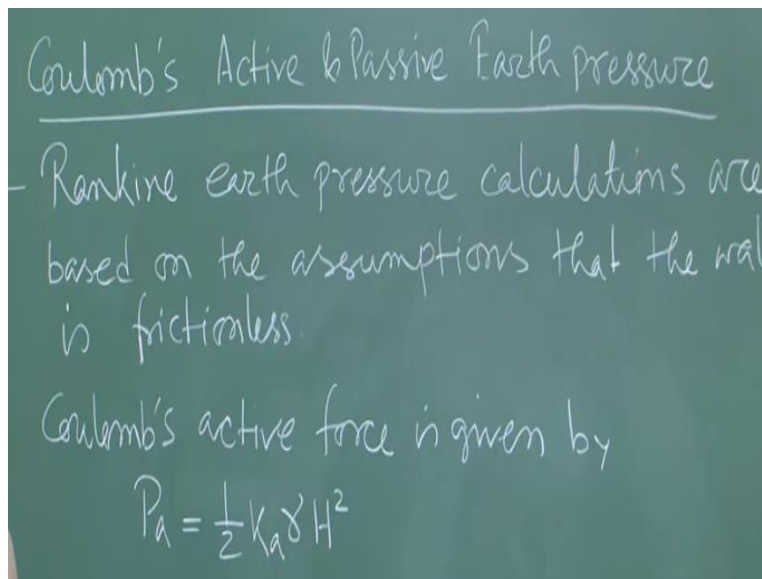 Coulomb's Active & Passive Earth pressure
- Rankine earth pressure calculations are
based on the assumptions that the wal
is frictionless.
Coulomb's active force is given by
Pa = 1/2 Ka γ H²